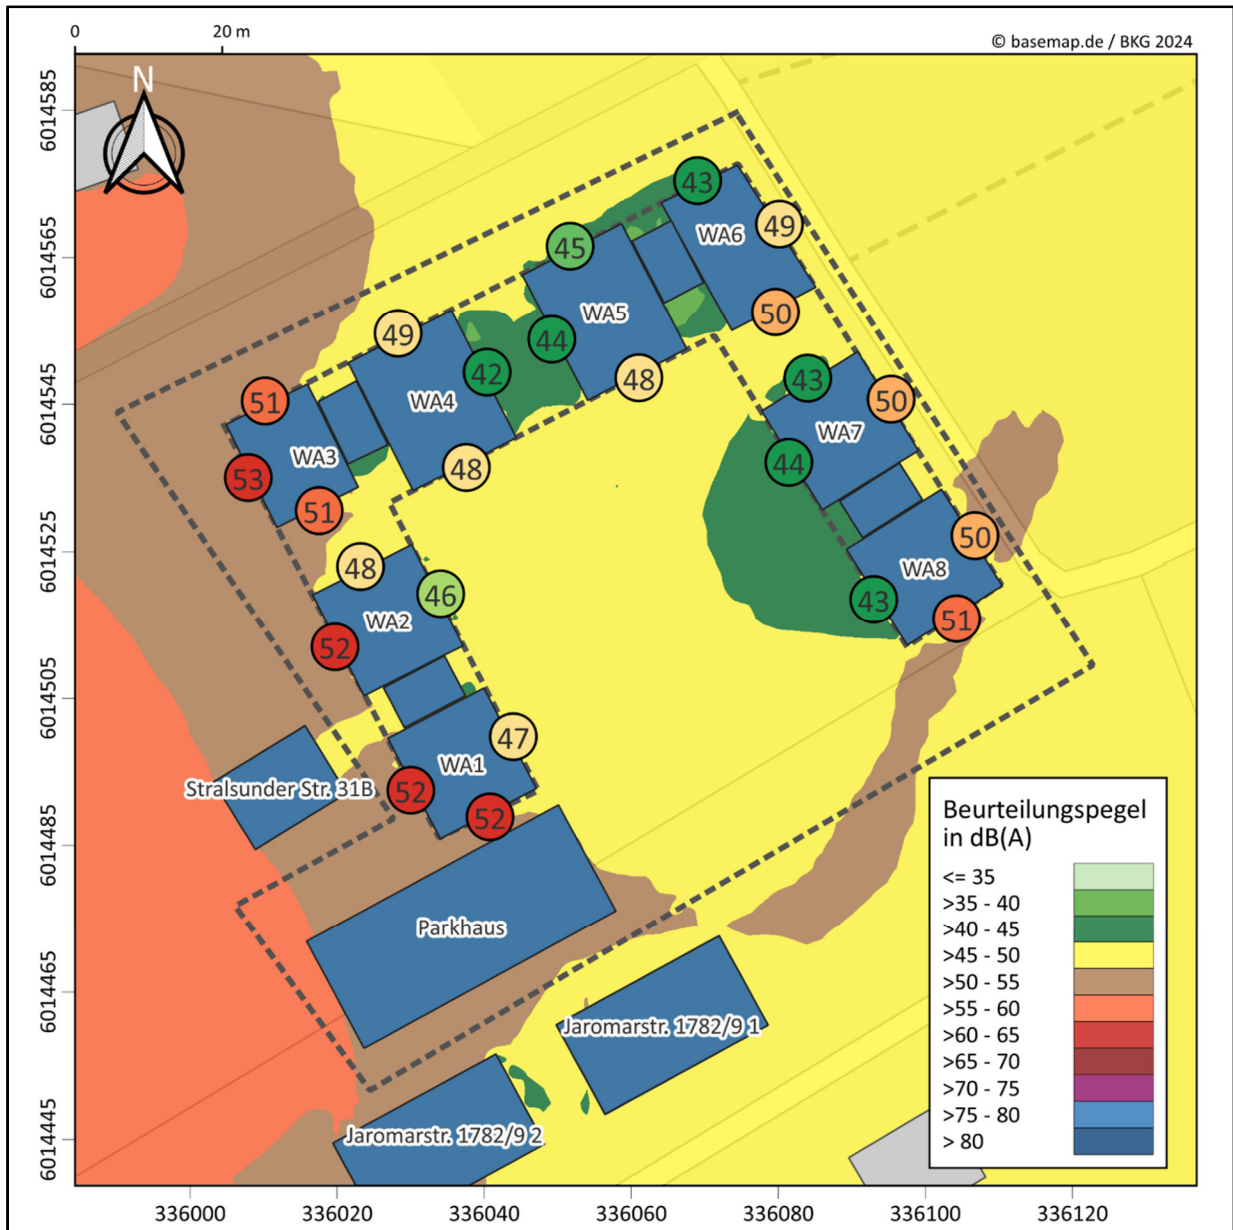 0
20 m
© basemap.de / BKG 2024
N
6014585
6014565
6014545
6014525
6014505
6014485
6014465
6014445
43
WA6
49
50
45
WA5
44
48
49
WA4
42
48
51
WA3
53
51
43
50
WA7
44
48
46
WA2
52
50
WA8
43
51
47
WA1
52
52
Stralsunder Str. 31B
Parkhaus
Jaromarstr. 1782/9 1
Jaromarstr. 1782/9 2
Beurteilungspegel
in dB(A)
<= 35
>35 - 40
>40 - 45
>45 - 50
>50 - 55
>55 - 60
>60 - 65
>65 - 70
>70 - 75
>75 - 80
> 80
336000
336020
336040
336060
336080
336100
336120